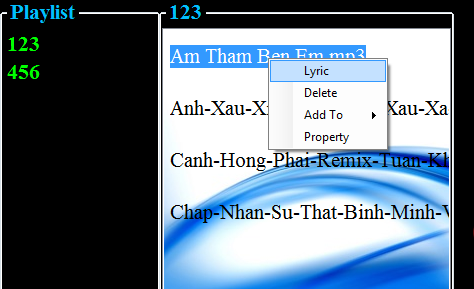 Playlist
123
456
123
Am Tham Ben Em.mp3
Lyric
Delete
Add To
Property
Anh-Xau-X Xau-Xa
Canh-Hong-Phai-Remix-Tuan-Kh
Chap-Nhan-Su-That-Binh-Minh-V